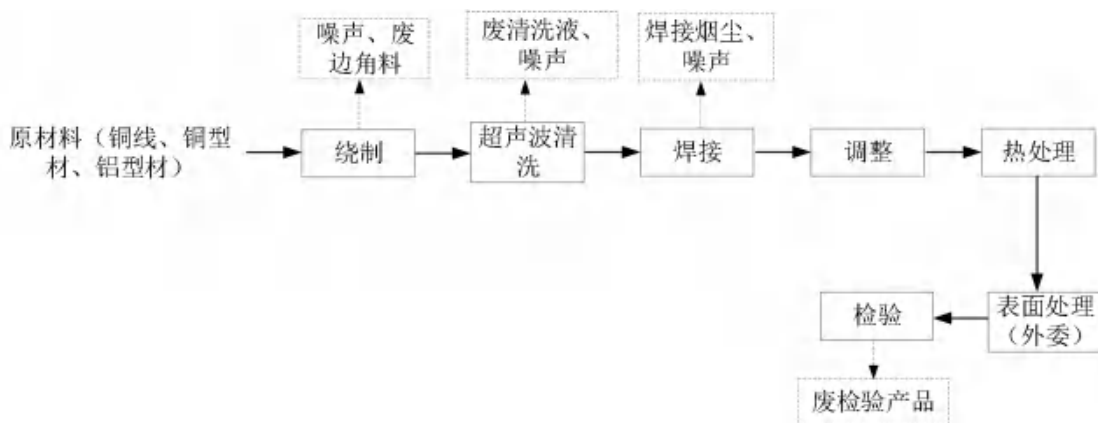 噪声、废
边角料
废清洗液、
噪声
焊接烟尘、
噪声
原材料（铜线、铜型
材、铝型材）
绕制
超声波清
洗
焊接
调整
热处理
检验
表面处理
（外委）
废检验产品